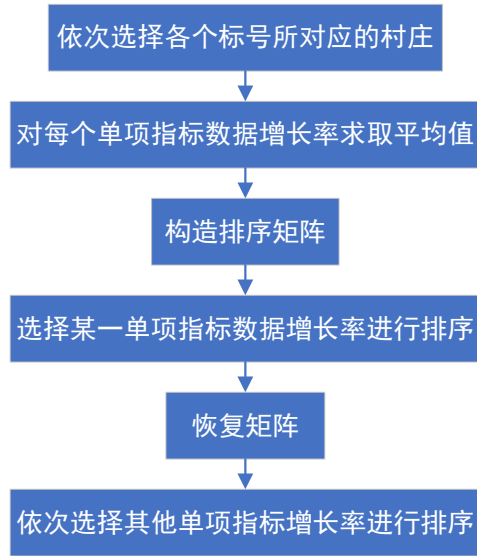 依次选择各个标号所对应的村庄
对每个单项指标数据增长率求取平均值
构造排序矩阵
选择某一单项指标数据增长率进行排序
恢复矩阵
依次选择其他单项指标增长率进行排序